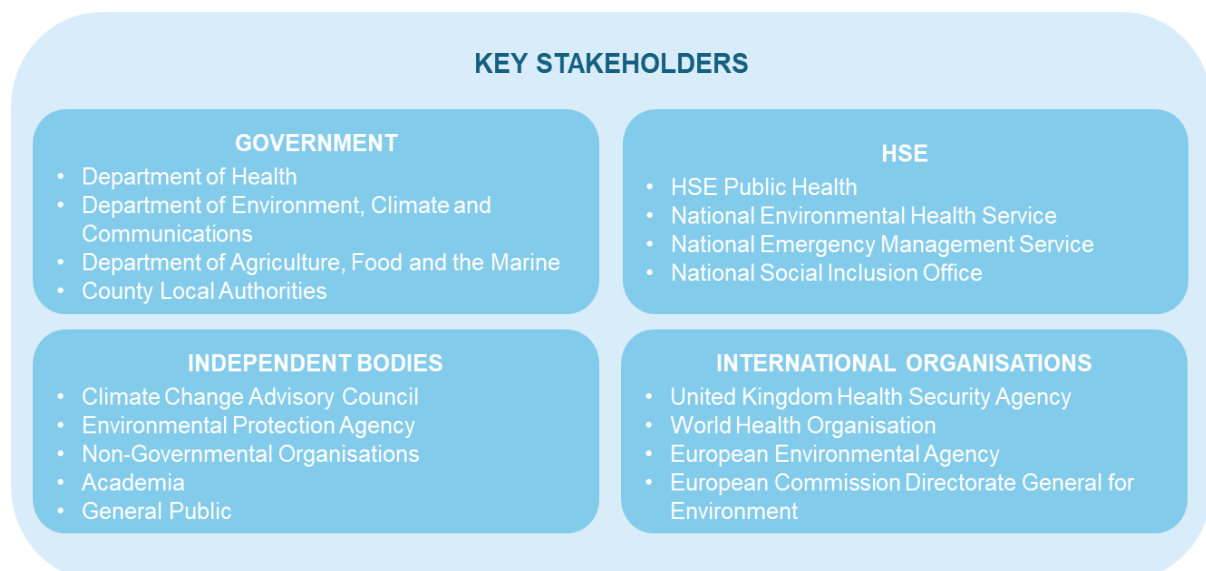 KEY STAKEHOLDERS
GOVERNMENT
• Department of Health
• Department of Environment, Climate and
Communications
• Department of Agriculture, Food and the Marine
• County Local Authorities
HSE
• HSE Public Health
• National Environmental Health Service
• National Emergency Management Service
• National Social Inclusion Office
INDEPENDENT BODIES
• Climate Change Advisory Council
• Environmental Protection Agency
• Non-Governmental Organisations
• Academia
• General Public
INTERNATIONAL ORGANISATIONS
• United Kingdom Health Security Agency
• World Health Organisation
• European Environmental Agency
• European Commission Directorate General for
Environment